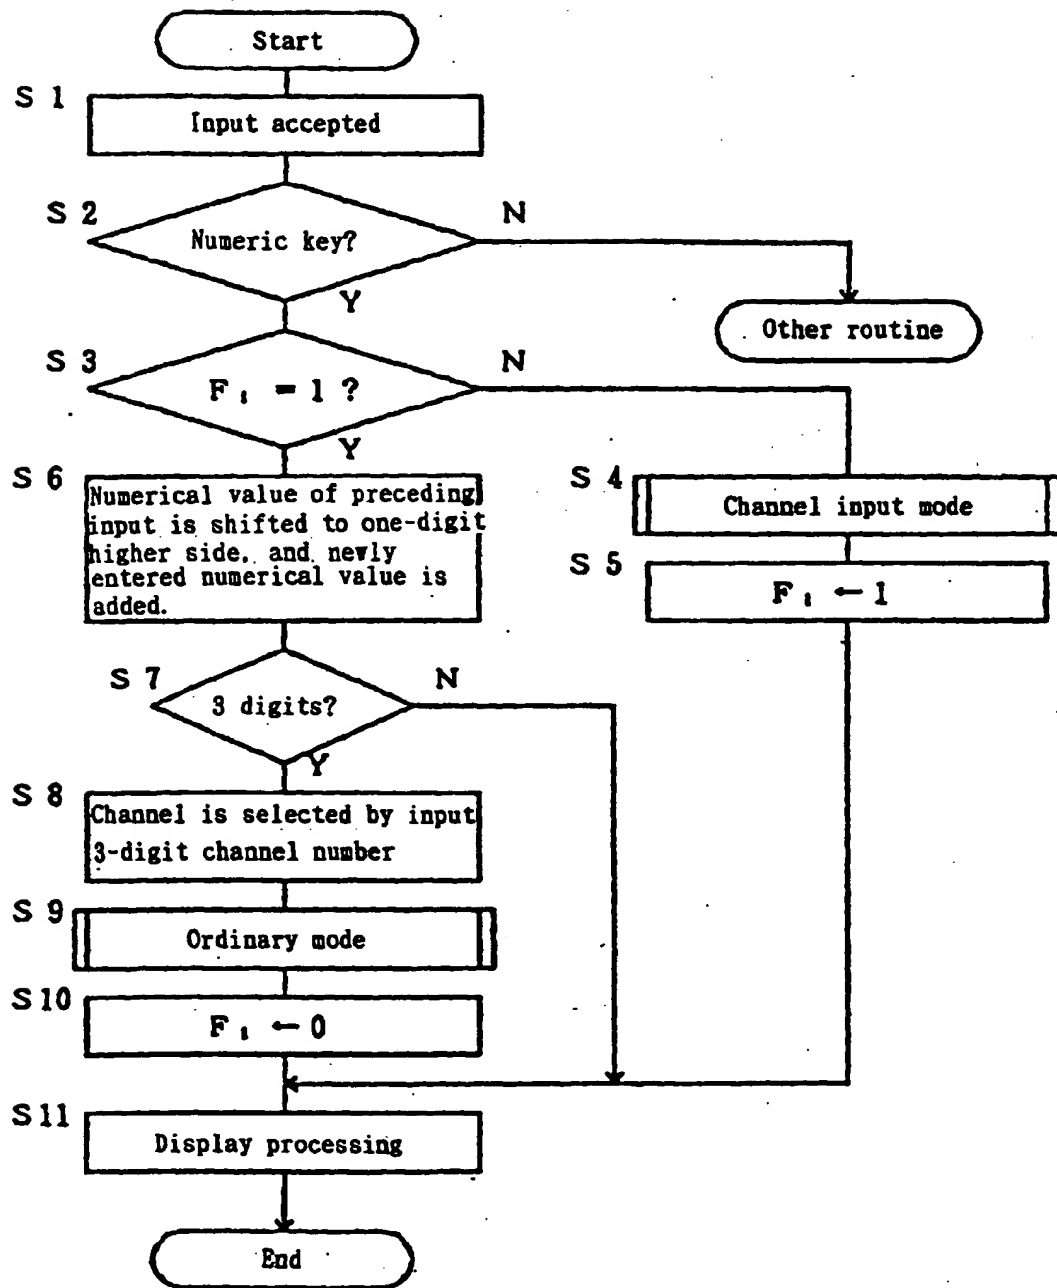 Start
S 1
Input accepted
S 2
Numeric key?
N
Y
Other routine
S 3
F₁ = 1 ?
N
Y
S 6
Numerical value of preceding
input is shifted to one-digit
higher side, and newly
entered numerical value is
added.
S 4
Channel input mode
S 5
F₁ ← 1
S 7
3 digits?
N
Y
S 8
Channel is selected by input
3-digit channel number
S 9
Ordinary mode
S 10
F₁ ← 0
S 11
Display processing
End